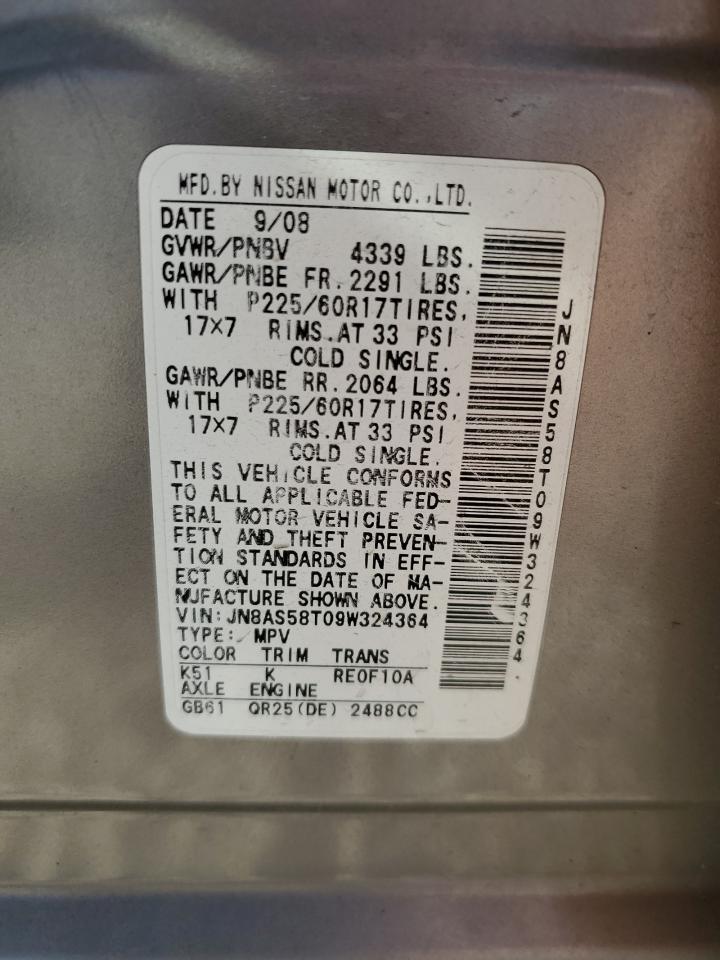 MFD. BY NISSAN MOTOR CO., LTD.
DATE 9/08
GVWR/PNBV 4339 LBS.
GAWR/PNBE FR. 2291 LBS.
WITH P225/60R17TIRES,
17×7 RIMS. AT 33 PSI
COLD SINGLE.
GAWR/PNBE RR. 2064 LBS.
WITH P225/60R17TIRES,
17×7 RIMS. AT 33 PSI
COLD SINGLE.
THIS VEHICLE CONFORMS
TO ALL APPLICABLE FED-
ERAL MOTOR VEHICLE SA-
FETY AND THEFT PREVEN-
TION STANDARDS IN EFF-
ECT ON THE DATE OF MA-
NUFACTURE SHOWN ABOVE.
VIN: JN8AS58T09W324364
TYPE: MPV
COLOR TRIM TRANS
K51 K RE0F10A
AXLE ENGINE
GB61 QR25(DE) 2488CC
JN8AS58T09W324364.